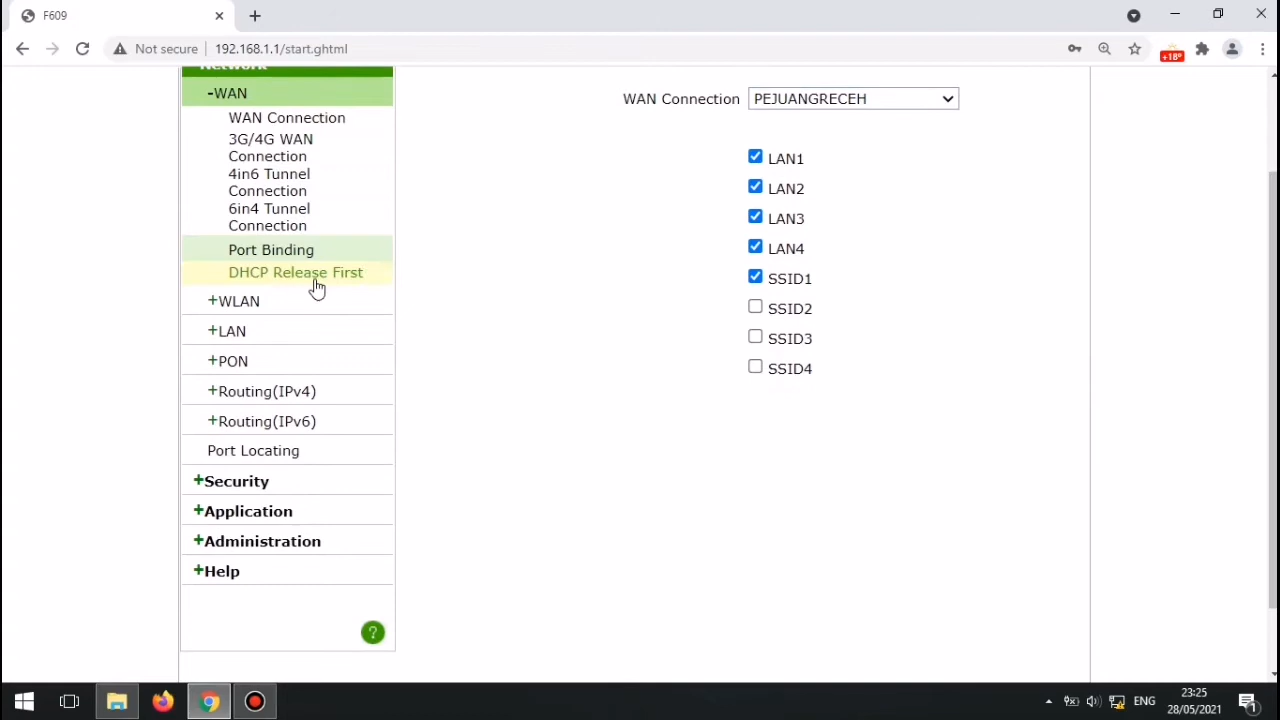 F609
Not secure
192.168.1.1/start.ghtml
+18°
Network
-WAN
WAN Connection
3G/4G WAN
Connection
4in6 Tunnel
Connection
6in4 Tunnel
Connection
Port Binding
DHCP Release First
+WLAN
+LAN
+PON
+Routing(IPv4)
+Routing(IPv6)
Port Locating
+Security
+Application
+Administration
+Help
?
WAN Connection PEJUANGRECEH
LAN1
LAN2
LAN3
LAN4
SSID1
SSID2
SSID3
SSID4
ENG
23:25
28/05/2021
1